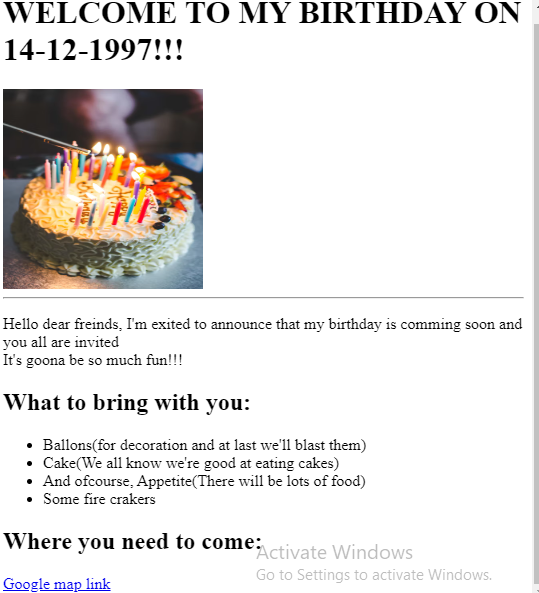 WELCOME TO MY BIRTHDAY ON
14-12-1997!!!
Hello dear freinds, I'm exited to announce that my birthday is comming soon and
you all are invited
It's goona be so much fun!!!
What to bring with you:
Ballons(for decoration and at last we'll blast them)
Cake(We all know we're good at eating cakes)
And ofcourse, Appetite(There will be lots of food)
Some fire crakers
Where you need to come:
Activate Windows
Go to Settings to activate Windows.
Google map link